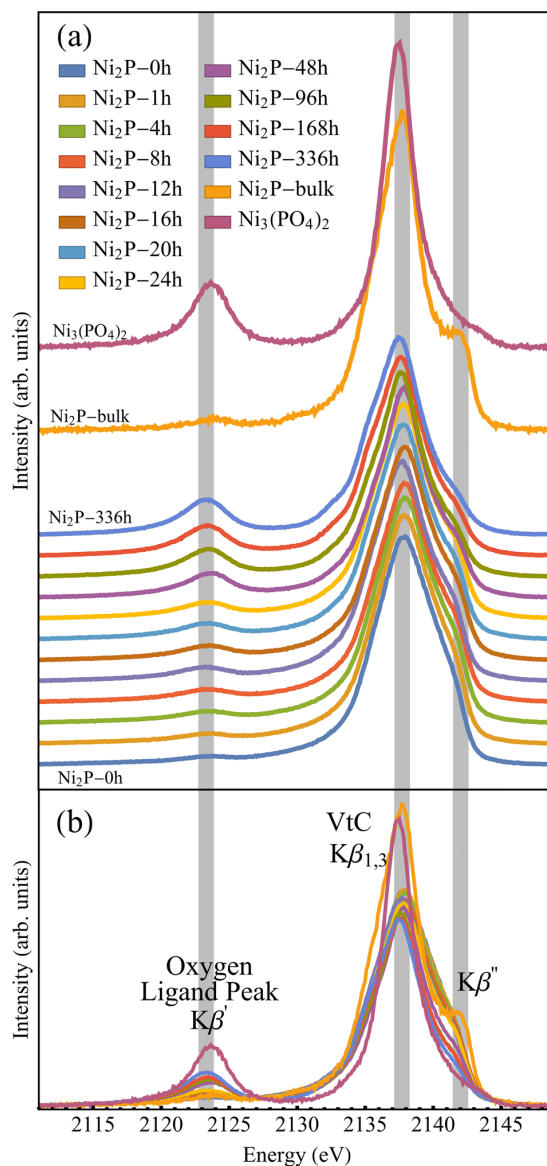 (a)
Ni₂P−0h
Ni₂P−1h
Ni₂P−4h
Ni₂P−8h
Ni₂P−12h
Ni₂P−16h
Ni₂P−20h
Ni₂P−24h
Ni₂P−48h
Ni₂P−96h
Ni₂P−168h
Ni₂P−336h
Ni₂P−bulk
Ni₃(PO₄)₂
Ni₃(PO₄)₂
Ni₂P−bulk
Ni₂P−336h
Ni₂P−0h
Intensity (arb. units)
(b)
VtC
Kβ₁,₃
Oxygen
Ligand Peak
Kβ'
Kβ"
Intensity (arb. units)
2115 2120 2125 2130 2135 2140 2145
Energy (eV)